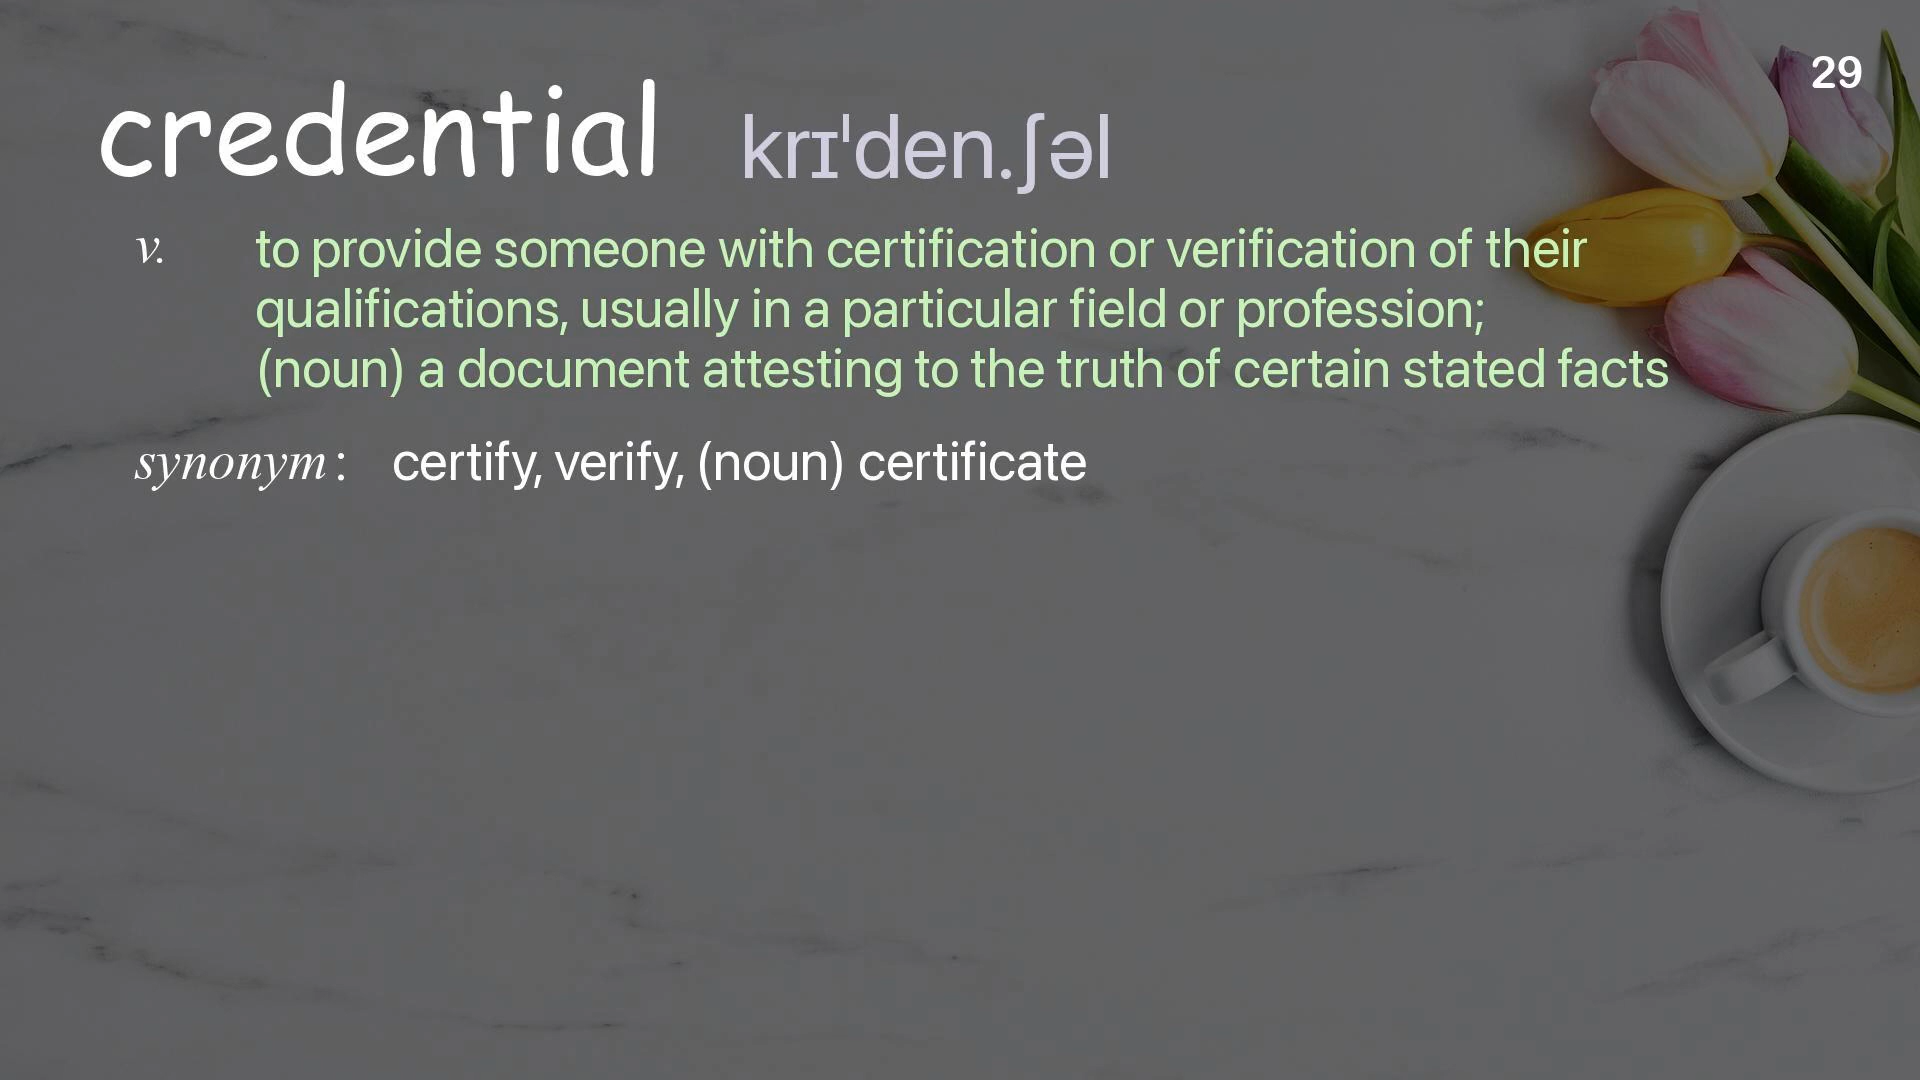 29
credential krɪˈden.ʃəl
v. to provide someone with certification or verification of their
qualifications, usually in a particular field or profession;
(noun) a document attesting to the truth of certain stated facts
synonym : certify, verify, (noun) certificate